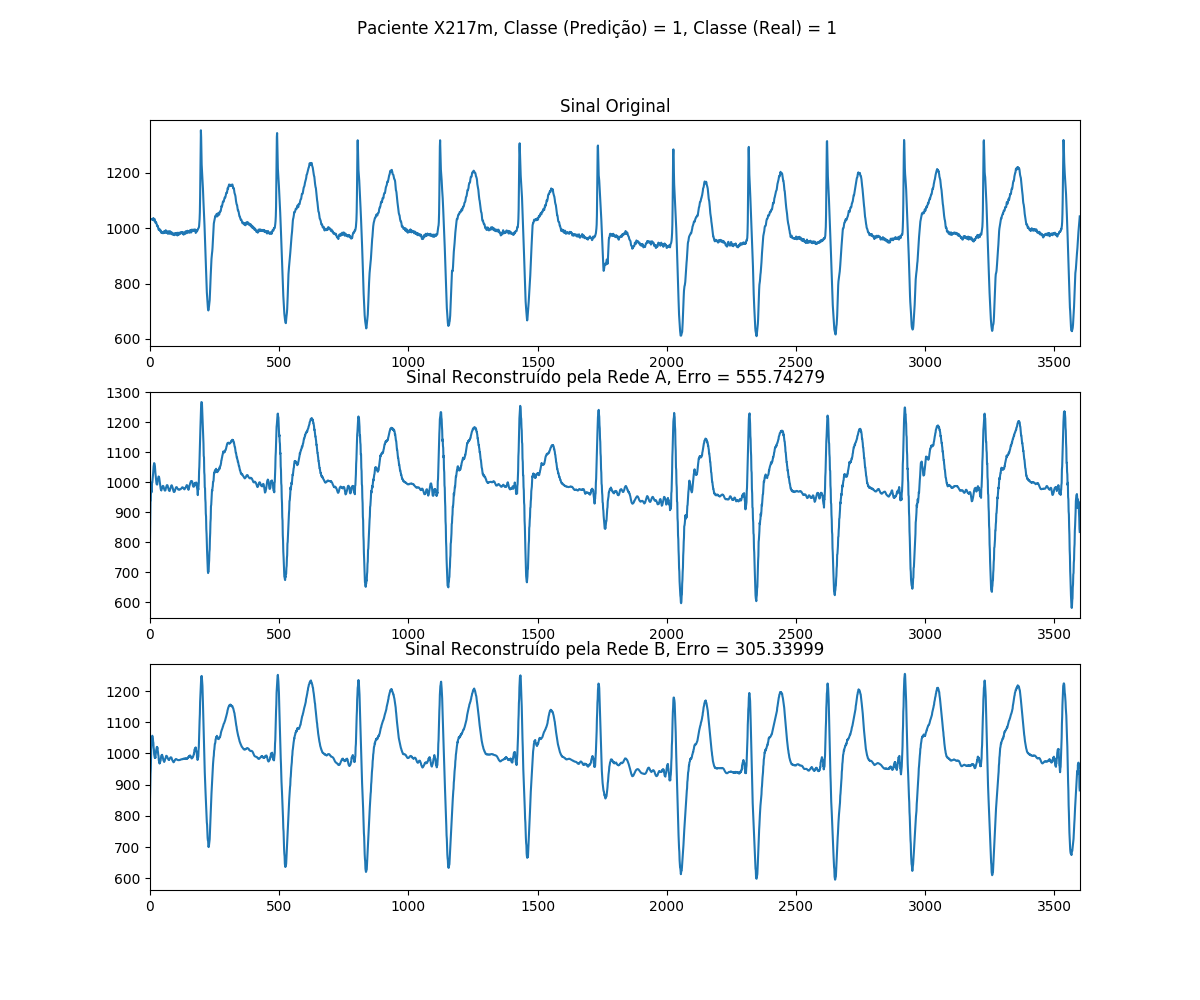 Paciente X217m, Classe (Predição) = 1, Classe (Real) = 1
Sinal Original
1200
1000
800
600
0 500 1000 1500 2000 2500 3000 3500
Sinal Reconstruído pela Rede A, Erro = 555.74279
1300
1200
1100
1000
900
800
700
600
0 500 1000 1500 2000 2500 3000 3500
Sinal Reconstruído pela Rede B, Erro = 305.33999
1200
1100
1000
900
800
700
600
0 500 1000 1500 2000 2500 3000 3500